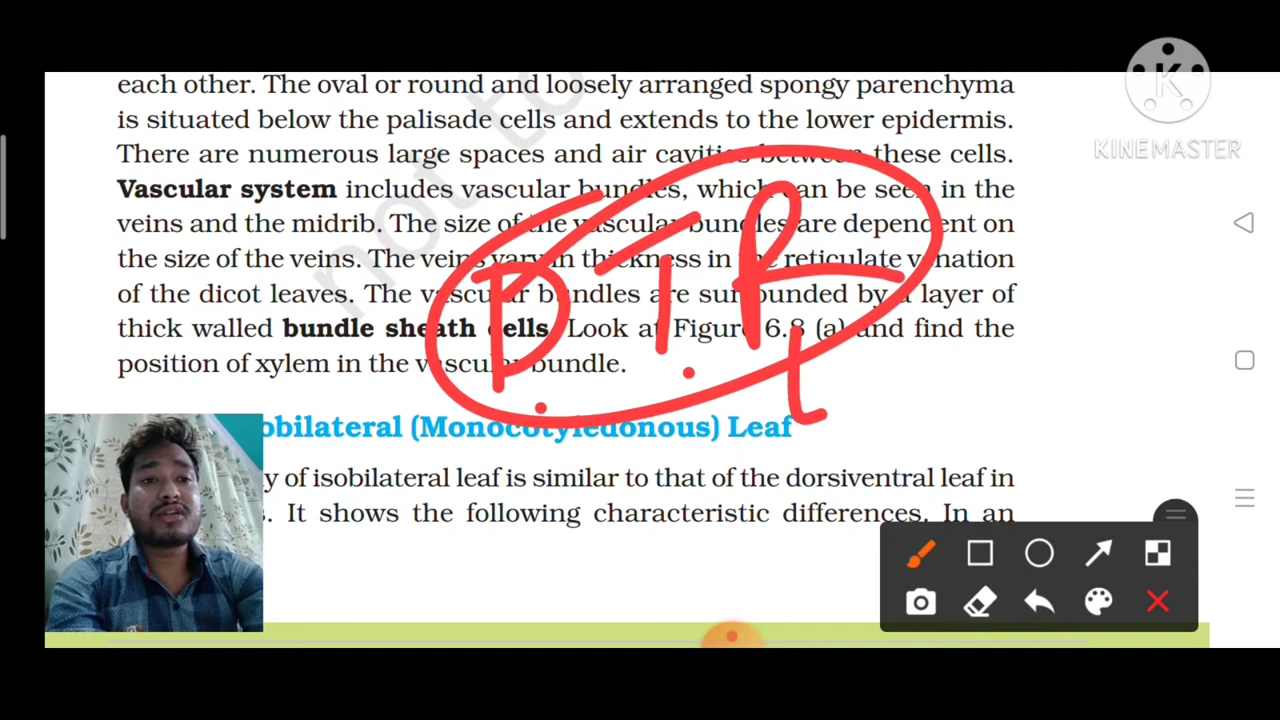 KINEMASTER
each other. The oval or round and loosely arranged spongy parenchyma
is situated below the palisade cells and extends to the lower epidermis.
There are numerous large spaces and air cavities between these cells.
Vascular system includes vascular bundles, which can be seen in the
veins and the midrib. The size of the vascular bundles are dependent on
the size of the veins. The veins vary in thickness in the reticulate venation
of the dicot leaves. The vascular bundles are surrounded by a layer of
thick walled bundle sheath cells. Look at Figure 6.8 (a) and find the
position of xylem in the vascular bundle.
D.T.R
t
obilateral (Monocotyledonous) Leaf
y of isobilateral leaf is similar to that of the dorsiventral leaf in
. It shows the following characteristic differences. In an
not to